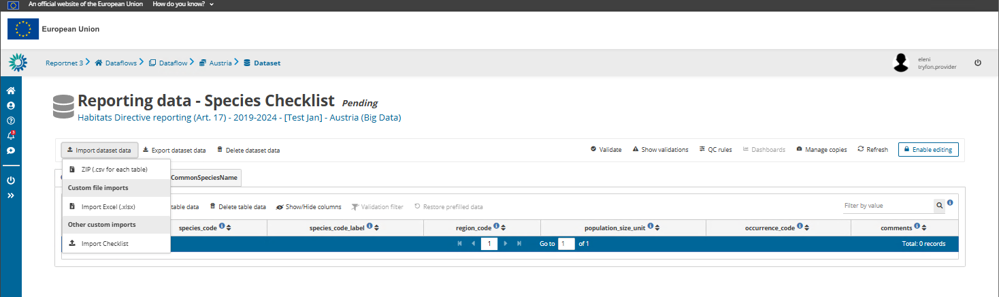 An official website of the European Union How do you know?
European Union
Reportnet 3 Dataflows Dataflow Austria Dataset
eleni
tryfon.provider
Reporting data - Species Checklist Pending
Habitats Directive reporting (Art. 17) - 2019-2024 - [Test Jan] - Austria (Big Data)
Import dataset data Export dataset data Delete dataset data Validate Show validations QC rules Dashboards Manage copies Refresh Enable editing
ZIP (.csv for each table)
CommonSpeciesName
Custom file imports
Import Excel (.xlsx)
table data Delete table data Show/Hide columns Validation filter Restore prefilled data Filter by value
Other custom imports
species_code species_code_label region_code population_size_unit occurrence_code comments
Import Checklist
1 Go to 1 of 1 Total: 0 records